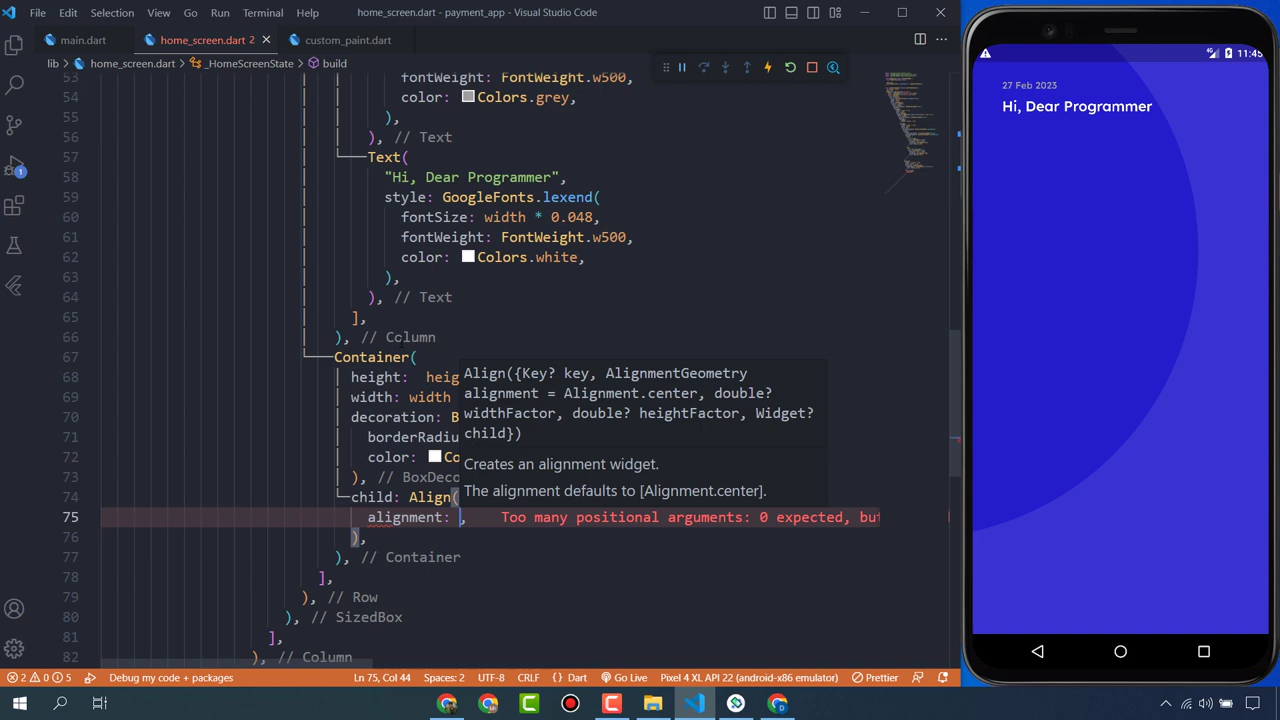 File Edit Selection View Go Run Terminal Help
home_screen.dart - payment_app - Visual Studio Code
main.dart
home_screen.dart 2
custom_paint.dart
lib > home_screen.dart > _HomeScreenState > build
53 fontWeight: FontWeight.w500,
54 color: Colors.grey,
55 ),
56 ), // Text
57 Text(
58 "Hi, Dear Programmer",
59 style: GoogleFonts.lexend(
60 fontSize: width * 0.048,
61 fontWeight: FontWeight.w500,
62 color: Colors.white,
63 ),
64 ), // Text
65 ],
66 ), // Column
67 Container(
68 height: heig
69 width: width
70 decoration: B
71 borderRadiu
72 color: Co
73 ), // BoxDeco
74 child: Align(
75 alignment: , Too many positional arguments: 0 expected, but
76 ),
77 ), // Container
78 ],
79 ), // Row
80 ), // SizedBox
81 ],
82 ), // Column
Align({Key? key, AlignmentGeometry
alignment = Alignment.center, double?
widthFactor, double? heightFactor, Widget?
child})
Creates an alignment widget.
The alignment defaults to [Alignment.center].
1
2 0 5 Debug my code + packages
Ln 75, Col 44 Spaces: 2 UTF-8 CRLF {} Dart Go Live Pixel 4 XL API 22 (android-x86 emulator) Prettier
4G 11:45
27 Feb 2023
Hi, Dear Programmer